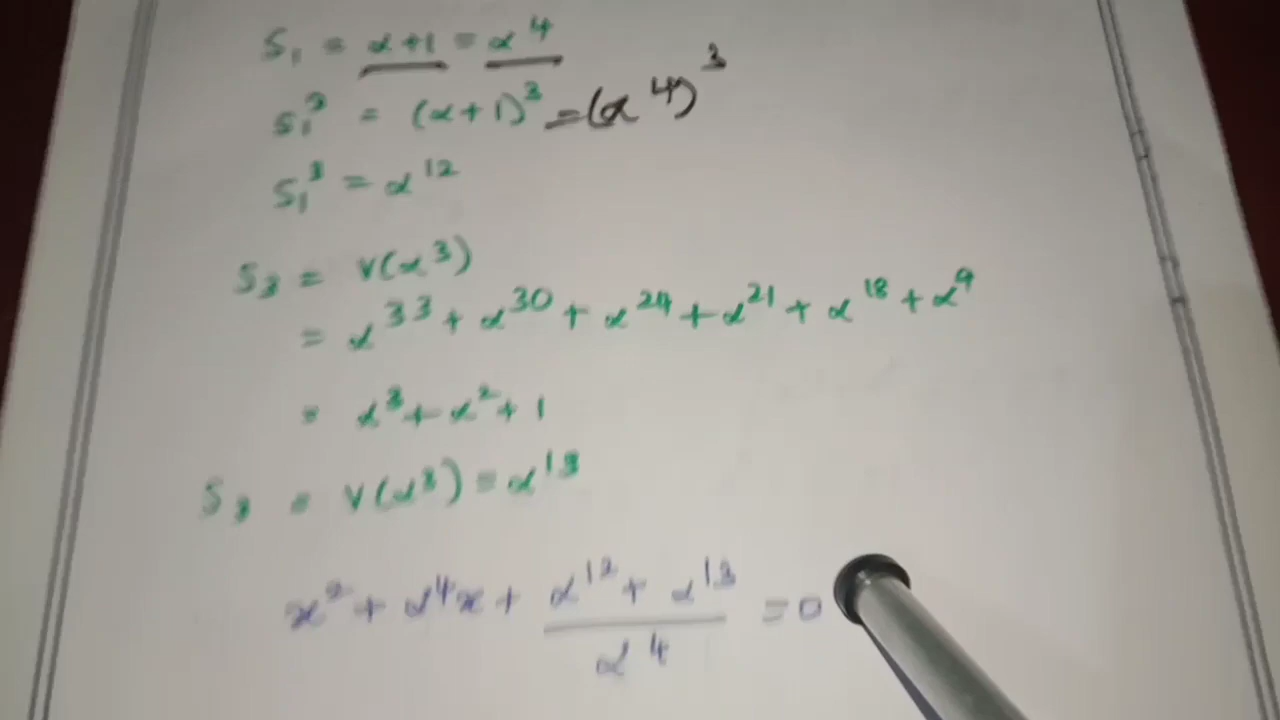 S₁ = α+1 = α⁴
S₁³ = (α+1)³ = (α⁴)³
S₁³ = α¹²
S₃ = v(α³)
= α³³ + α³⁰ + α²⁴ + α²¹ + α¹⁸ + α⁹
= α³ + α² + 1
S₃ = v(α³) = α¹³
x² + α⁴x + (α¹² + α¹³)/α⁴ = 0